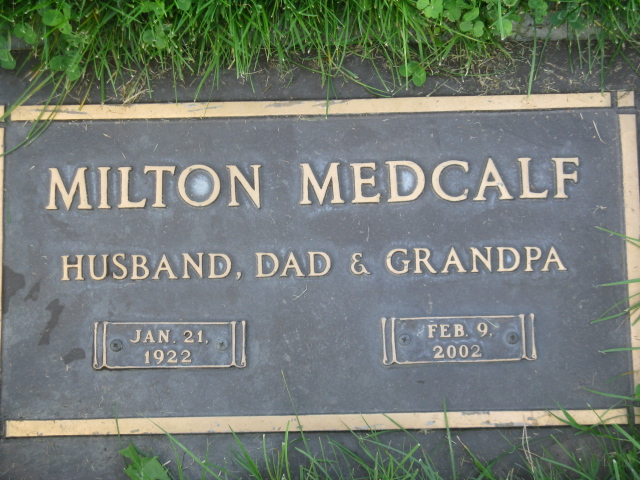 MILTON MEDCALF
HUSBAND, DAD & GRANDPA
JAN. 21,
1922
FEB. 9,
2002